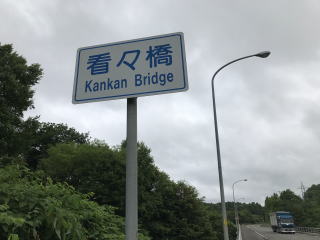 看々橋
Kankan Bridge